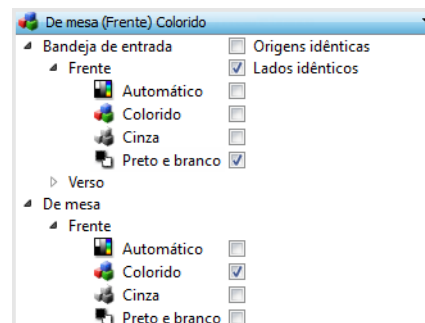 De mesa (Frente) Colorido
Bandeja de entrada Origens idênticas
Frente Lados idênticos
Automático
Colorido
Cinza
Preto e branco
Verso
De mesa
Frente
Automático
Colorido
Cinza
Preto e branco